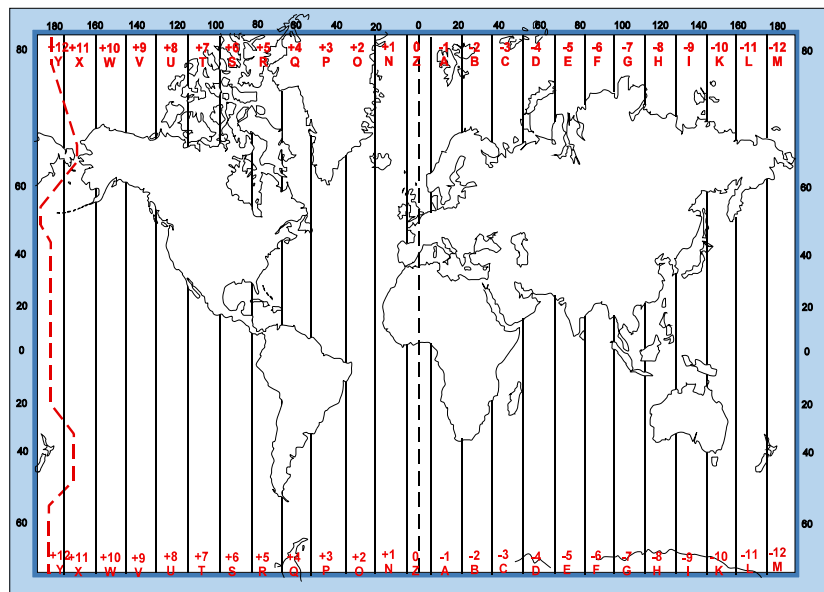 180 160 140 120 100 80 60 40 20 0 20 40 60 80 100 120 140 160 180
80 +12 +11 +10 +9 +8 +7 +6 +5 +4 +3 +2 +1 0 -1 -2 -3 -4 -5 -6 -7 -8 -9 -10 -11 -12 80
Y X W V U T S R Q P O N Z A B C D E F G H I K L M
60 60
40 40
20 20
0 0
20 20
40 40
60 60
+12 +11 +10 +9 +8 +7 +6 +5 +4 +3 +2 +1 0 -1 -2 -3 -4 -5 -6 -7 -8 -9 -10 -11 -12
Y X W V U T S R Q P O N Z A B C D E F G H I K L M